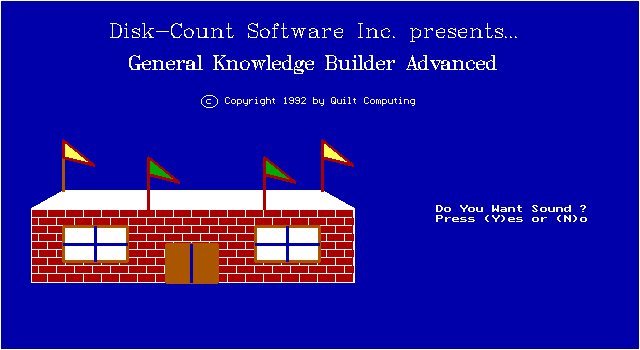 Disk-Count Software Inc. presents...
General Knowledge Builder Advanced
© Copyright 1992 by Quilt Computing
Do You Want Sound ?
Press (Y)es or (N)o